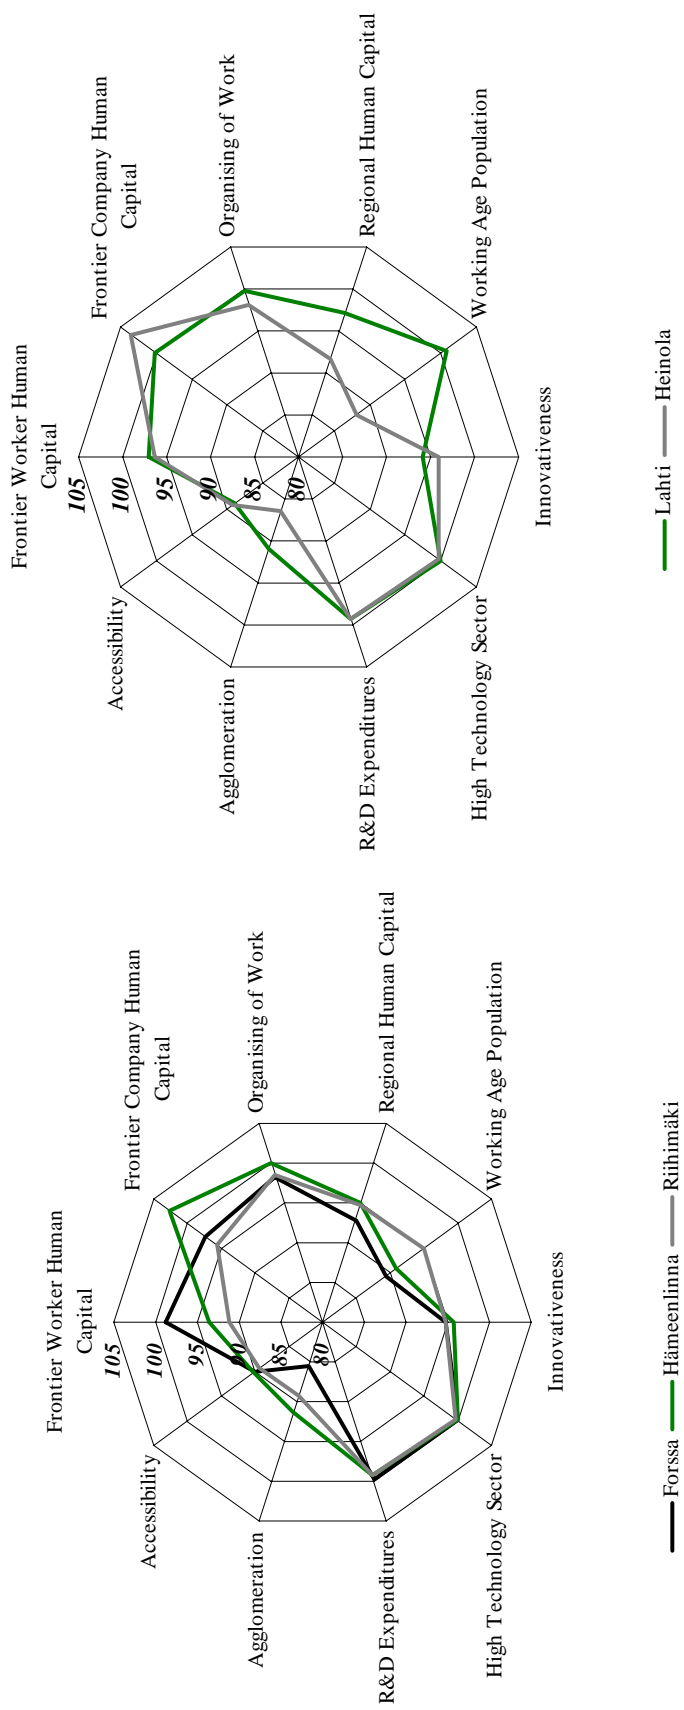 Frontier Worker Human
Capital
105
100
95
90
85
80
Frontier Company Human
Capital
Organising of Work
Regional Human Capital
Working Age Population
Innovativeness
High Technology Sector
R&D Expenditures
Agglomeration
Accessibility
Forssa
Hämeenlinna
Riihimäki
Frontier Worker Human
Capital
105
100
95
90
85
80
Frontier Company Human
Capital
Organising of Work
Regional Human Capital
Working Age Population
Innovativeness
High Technology Sector
R&D Expenditures
Agglomeration
Accessibility
Lahti
Heinola